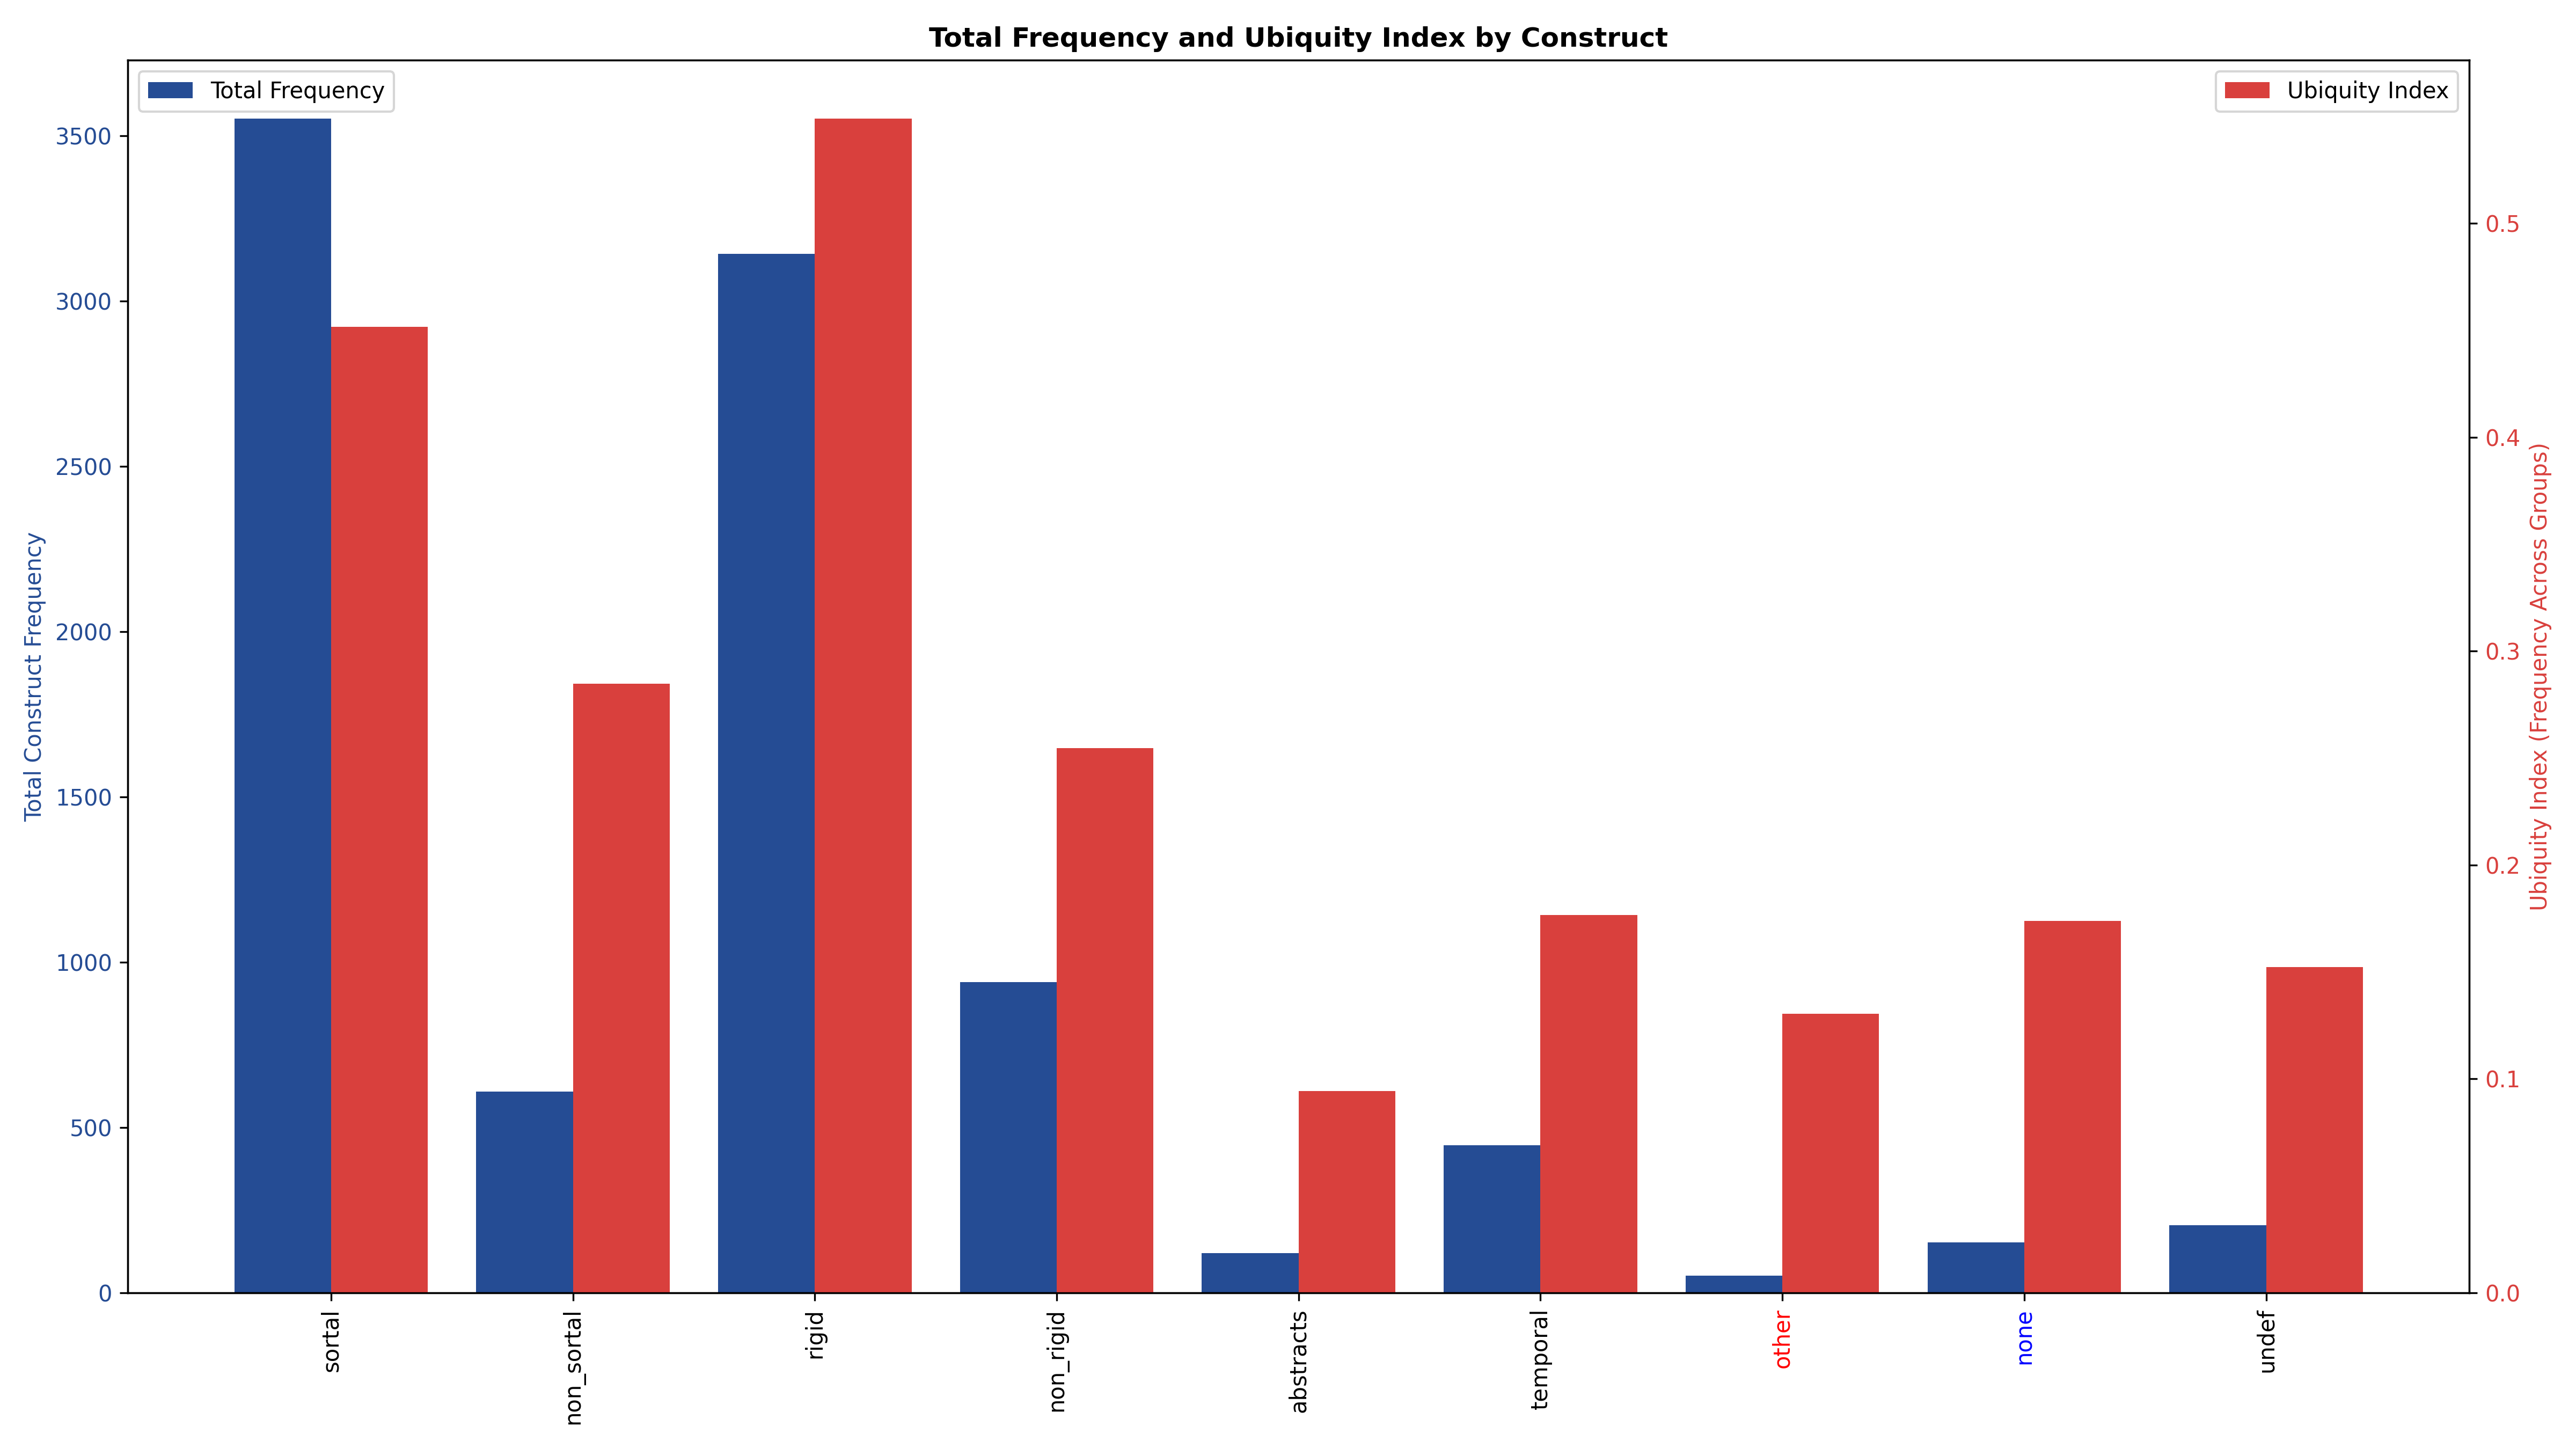 Total Frequency and Ubiquity Index by Construct
Total Frequency
Ubiquity Index
Total Construct Frequency
3500
3000
2500
2000
1500
1000
500
0
0.5
0.4
0.3
0.2
0.1
0.0
Ubiquity Index (Frequency Across Groups)
sortal
non_sortal
rigid
non_rigid
abstracts
temporal
other
none
undef